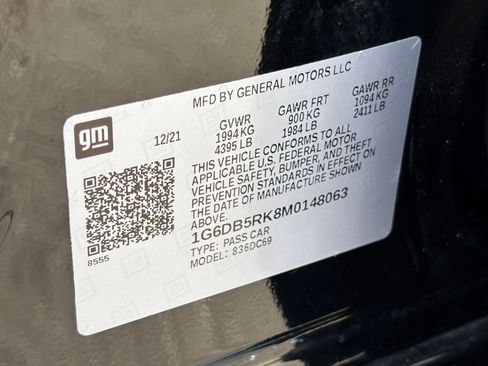 MFD BY GENERAL MOTORS LLC
gm
12/21
GVWR
1994 KG
4395 LB
GAWR FRT
900 KG
1984 LB
GAWR RR
1094 KG
2411 LB
THIS VEHICLE CONFORMS TO ALL
APPLICABLE U.S. FEDERAL MOTOR
VEHICLE SAFETY, BUMPER, AND THEFT
PREVENTION STANDARDS IN EFFECT ON
THE DATE OF MANUFACTURE SHOWN
ABOVE.
1G6DB5RK8M0148063
TYPE: PASS CAR
MODEL: 836DC69
8555